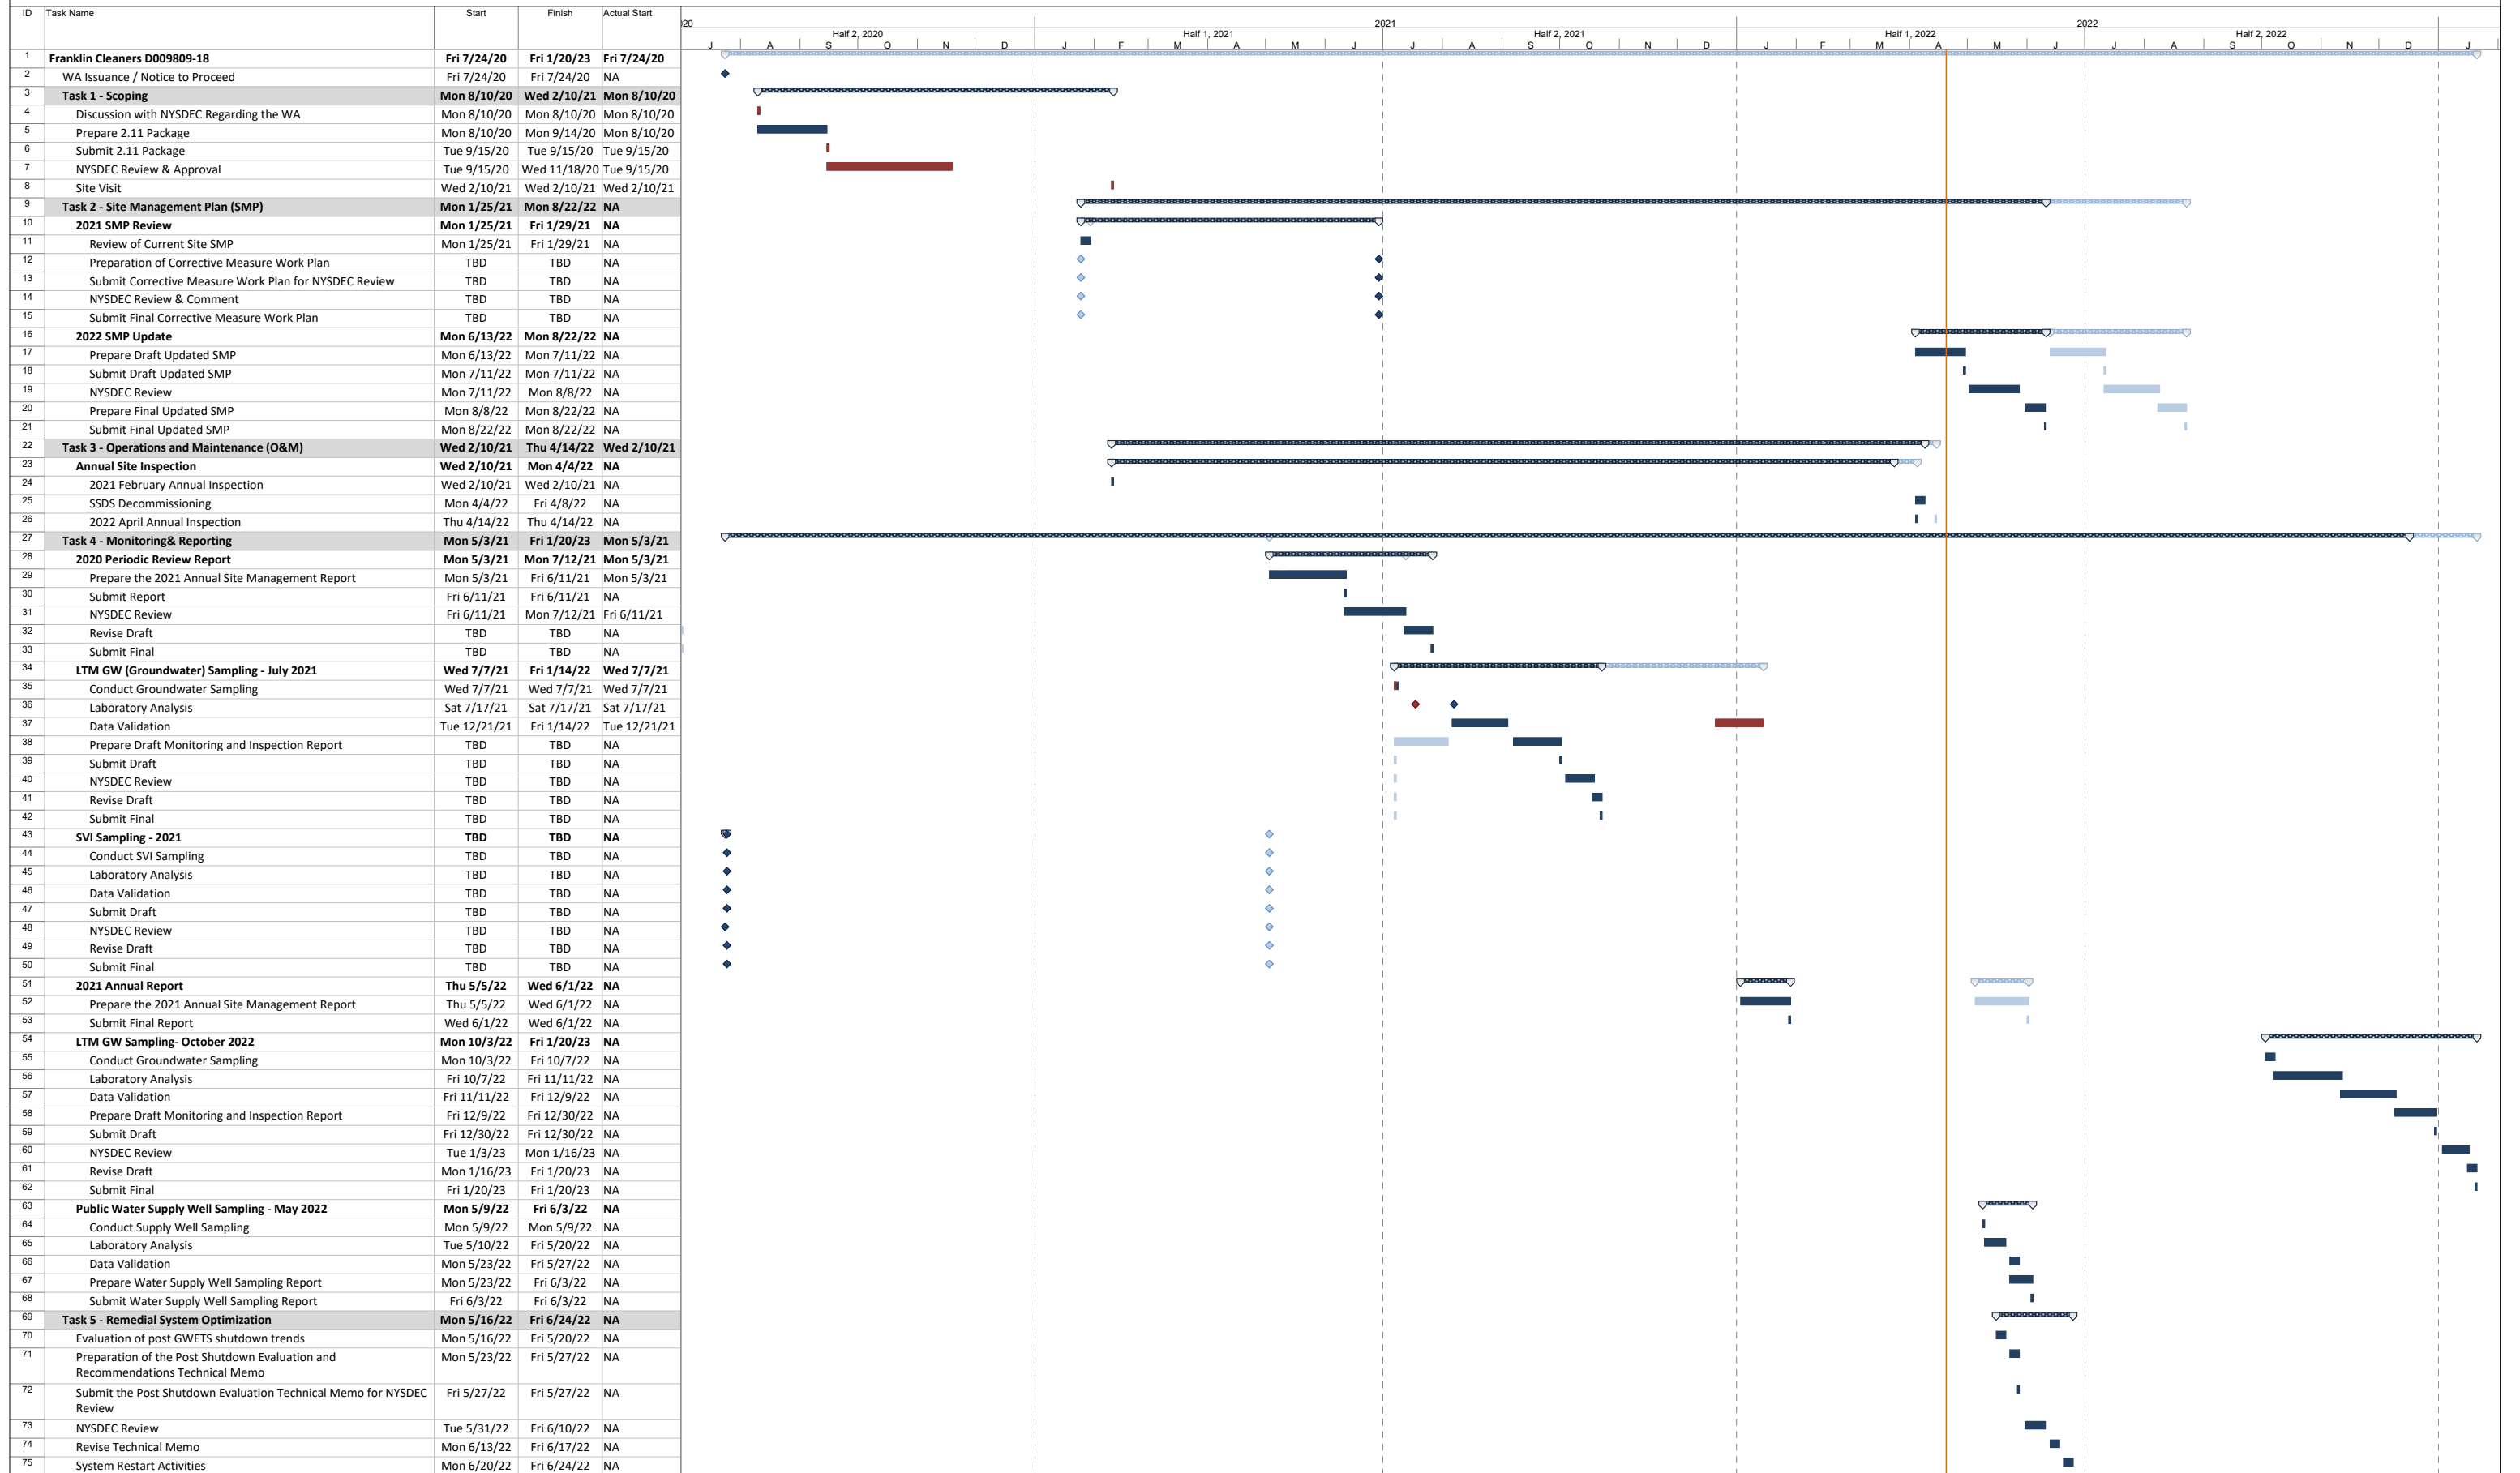 ID Task Name Start Finish Actual Start
20 2021 2022
Half 2, 2020 Half 1, 2021 Half 2, 2021 Half 1, 2022 Half 2, 2022
J A S O N D J F M A M J J A S O N D J F M A M J J A S O N D J
1 Franklin Cleaners D009809-18 Fri 7/24/20 Fri 1/20/23 Fri 7/24/20
2 WA Issuance / Notice to Proceed Fri 7/24/20 Fri 7/24/20 NA
3 Task 1 - Scoping Mon 8/10/20 Wed 2/10/21 Mon 8/10/20
4 Discussion with NYSDEC Regarding the WA Mon 8/10/20 Mon 8/10/20 Mon 8/10/20
5 Prepare 2.11 Package Mon 8/10/20 Mon 9/14/20 Mon 8/10/20
6 Submit 2.11 Package Tue 9/15/20 Tue 9/15/20 Tue 9/15/20
7 NYSDEC Review & Approval Tue 9/15/20 Wed 11/18/20 Tue 9/15/20
8 Site Visit Wed 2/10/21 Wed 2/10/21 Wed 2/10/21
9 Task 2 - Site Management Plan (SMP) Mon 1/25/21 Mon 8/22/22 NA
10 2021 SMP Review Mon 1/25/21 Fri 1/29/21 NA
11 Review of Current Site SMP Mon 1/25/21 Fri 1/29/21 NA
12 Preparation of Corrective Measure Work Plan TBD TBD NA
13 Submit Corrective Measure Work Plan for NYSDEC Review TBD TBD NA
14 NYSDEC Review & Comment TBD TBD NA
15 Submit Final Corrective Measure Work Plan TBD TBD NA
16 2022 SMP Update Mon 6/13/22 Mon 8/22/22 NA
17 Prepare Draft Updated SMP Mon 6/13/22 Mon 7/11/22 NA
18 Submit Draft Updated SMP Mon 7/11/22 Mon 7/11/22 NA
19 NYSDEC Review Mon 7/11/22 Mon 8/8/22 NA
20 Prepare Final Updated SMP Mon 8/8/22 Mon 8/22/22 NA
21 Submit Final Updated SMP Mon 8/22/22 Mon 8/22/22 NA
22 Task 3 - Operations and Maintenance (O&M) Wed 2/10/21 Thu 4/14/22 Wed 2/10/21
23 Annual Site Inspection Wed 2/10/21 Mon 4/4/22 NA
24 2021 February Annual Inspection Wed 2/10/21 Wed 2/10/21 NA
25 SSDS Decommissioning Mon 4/4/22 Fri 4/8/22 NA
26 2022 April Annual Inspection Thu 4/14/22 Thu 4/14/22 NA
27 Task 4 - Monitoring& Reporting Mon 5/3/21 Fri 1/20/23 Mon 5/3/21
28 2020 Periodic Review Report Mon 5/3/21 Mon 7/12/21 Mon 5/3/21
29 Prepare the 2021 Annual Site Management Report Mon 5/3/21 Fri 6/11/21 Mon 5/3/21
30 Submit Report Fri 6/11/21 Fri 6/11/21 NA
31 NYSDEC Review Fri 6/11/21 Mon 7/12/21 Fri 6/11/21
32 Revise Draft TBD TBD NA
33 Submit Final TBD TBD NA
34 LTM GW (Groundwater) Sampling - July 2021 Wed 7/7/21 Fri 1/14/22 Wed 7/7/21
35 Conduct Groundwater Sampling Wed 7/7/21 Wed 7/7/21 Wed 7/7/21
36 Laboratory Analysis Sat 7/17/21 Sat 7/17/21 Sat 7/17/21
37 Data Validation Tue 12/21/21 Fri 1/14/22 Tue 12/21/21
38 Prepare Draft Monitoring and Inspection Report TBD TBD NA
39 Submit Draft TBD TBD NA
40 NYSDEC Review TBD TBD NA
41 Revise Draft TBD TBD NA
42 Submit Final TBD TBD NA
43 SVI Sampling - 2021 TBD TBD NA
44 Conduct SVI Sampling TBD TBD NA
45 Laboratory Analysis TBD TBD NA
46 Data Validation TBD TBD NA
47 Submit Draft TBD TBD NA
48 NYSDEC Review TBD TBD NA
49 Revise Draft TBD TBD NA
50 Submit Final TBD TBD NA
51 2021 Annual Report Thu 5/5/22 Wed 6/1/22 NA
52 Prepare the 2021 Annual Site Management Report Thu 5/5/22 Wed 6/1/22 NA
53 Submit Final Report Wed 6/1/22 Wed 6/1/22 NA
54 LTM GW Sampling- October 2022 Mon 10/3/22 Fri 1/20/23 NA
55 Conduct Groundwater Sampling Mon 10/3/22 Fri 10/7/22 NA
56 Laboratory Analysis Fri 10/7/22 Fri 11/11/22 NA
57 Data Validation Fri 11/11/22 Fri 12/9/22 NA
58 Prepare Draft Monitoring and Inspection Report Fri 12/9/22 Fri 12/30/22 NA
59 Submit Draft Fri 12/30/22 Fri 12/30/22 NA
60 NYSDEC Review Tue 1/3/23 Mon 1/16/23 NA
61 Revise Draft Mon 1/16/23 Fri 1/20/23 NA
62 Submit Final Fri 1/20/23 Fri 1/20/23 NA
63 Public Water Supply Well Sampling - May 2022 Mon 5/9/22 Fri 6/3/22 NA
64 Conduct Supply Well Sampling Mon 5/9/22 Mon 5/9/22 NA
65 Laboratory Analysis Tue 5/10/22 Fri 5/20/22 NA
66 Data Validation Mon 5/23/22 Fri 5/27/22 NA
67 Prepare Water Supply Well Sampling Report Mon 5/23/22 Fri 6/3/22 NA
68 Submit Water Supply Well Sampling Report Fri 6/3/22 Fri 6/3/22 NA
69 Task 5 - Remedial System Optimization Mon 5/16/22 Fri 6/24/22 NA
70 Evaluation of post GWETS shutdown trends Mon 5/16/22 Fri 5/20/22 NA
71 Preparation of the Post Shutdown Evaluation and Mon 5/23/22 Fri 5/27/22 NA
Recommendations Technical Memo
72 Submit the Post Shutdown Evaluation Technical Memo for NYSDEC Fri 5/27/22 Fri 5/27/22 NA
Review
73 NYSDEC Review Tue 5/31/22 Fri 6/10/22 NA
74 Revise Technical Memo Mon 6/13/22 Fri 6/17/22 NA
75 System Restart Activities Mon 6/20/22 Fri 6/24/22 NA